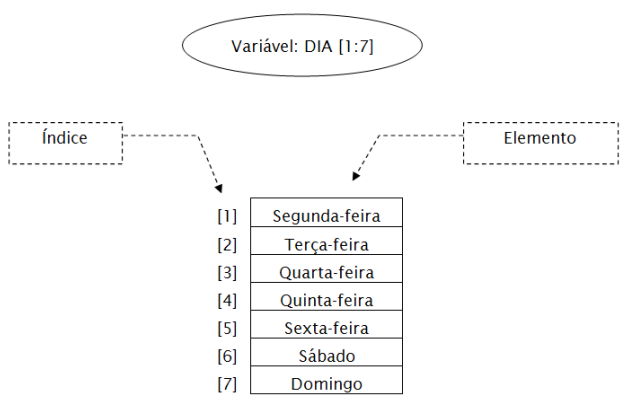 Variável: DIA [1:7]
Índice
Elemento
[1] Segunda-feira
[2] Terça-feira
[3] Quarta-feira
[4] Quinta-feira
[5] Sexta-feira
[6] Sábado
[7] Domingo